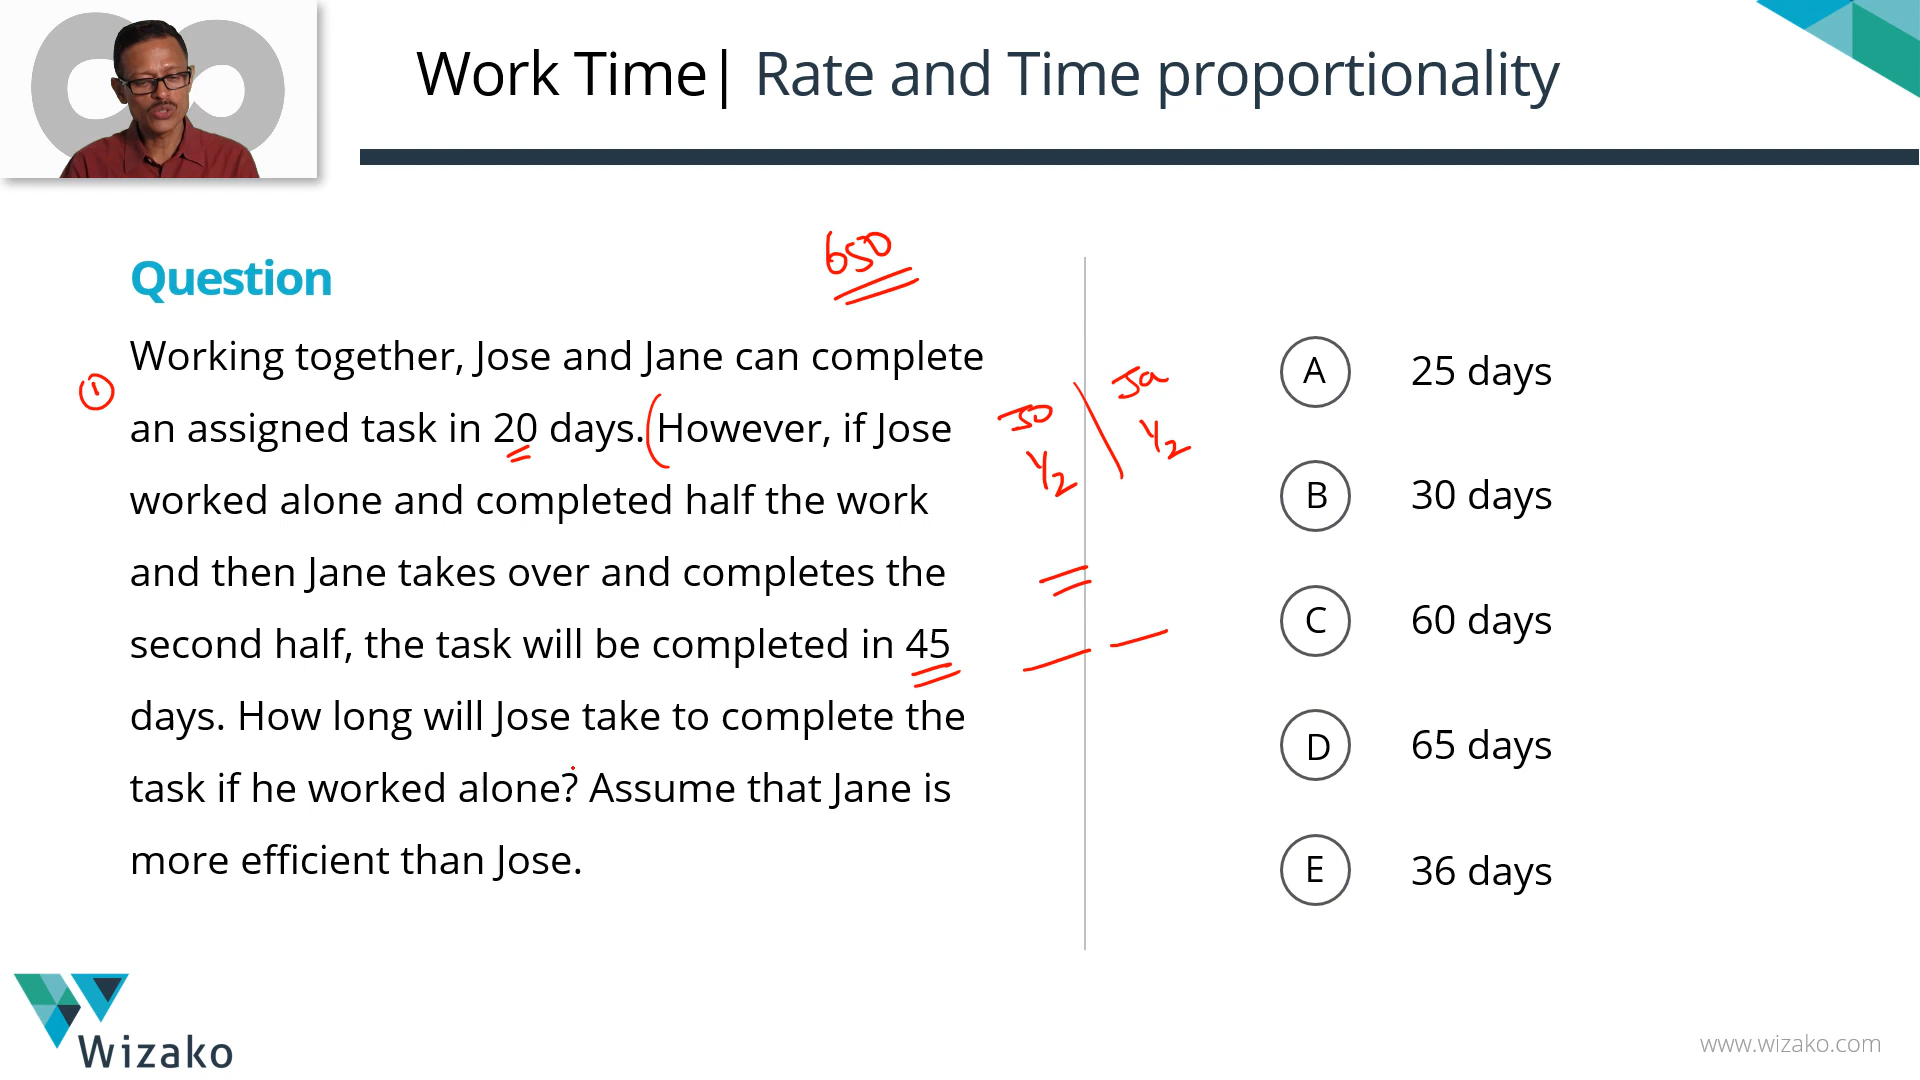 Work Time| Rate and Time proportionality
650
Question
Working together, Jose and Jane can complete
an assigned task in 20 days. (However, if Jose
worked alone and completed half the work
and then Jane takes over and completes the
second half, the task will be completed in 45
days. How long will Jose take to complete the
task if he worked alone? Assume that Jane is
more efficient than Jose.
1
Jo Ja
1/2 1/2
A 25 days
B 30 days
C 60 days
D 65 days
E 36 days
Wizako
www.wizako.com